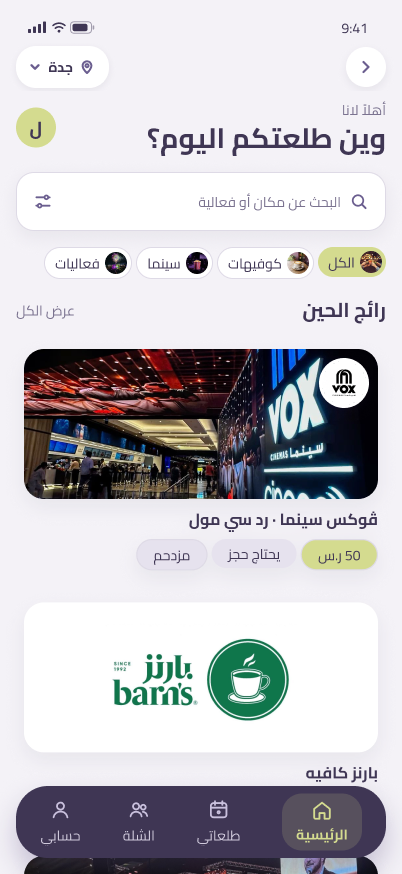 9:41
جدة
أهلاً لانا
وين طلعتكم اليوم؟
ل
البحث عن مكان أو فعالية
الكل
كوفيهات
سينما
فعاليات
رائج الحين
عرض الكل
VOX
VOX
CINEMAS سينما
ڤوكس سينما · رد سي مول
50 ر.س
يحتاج حجز
مزدحم
SINCE 1992
بارنز
barn's
بارنز كافيه
الرئيسية
طلعاتي
الشلة
حسابي